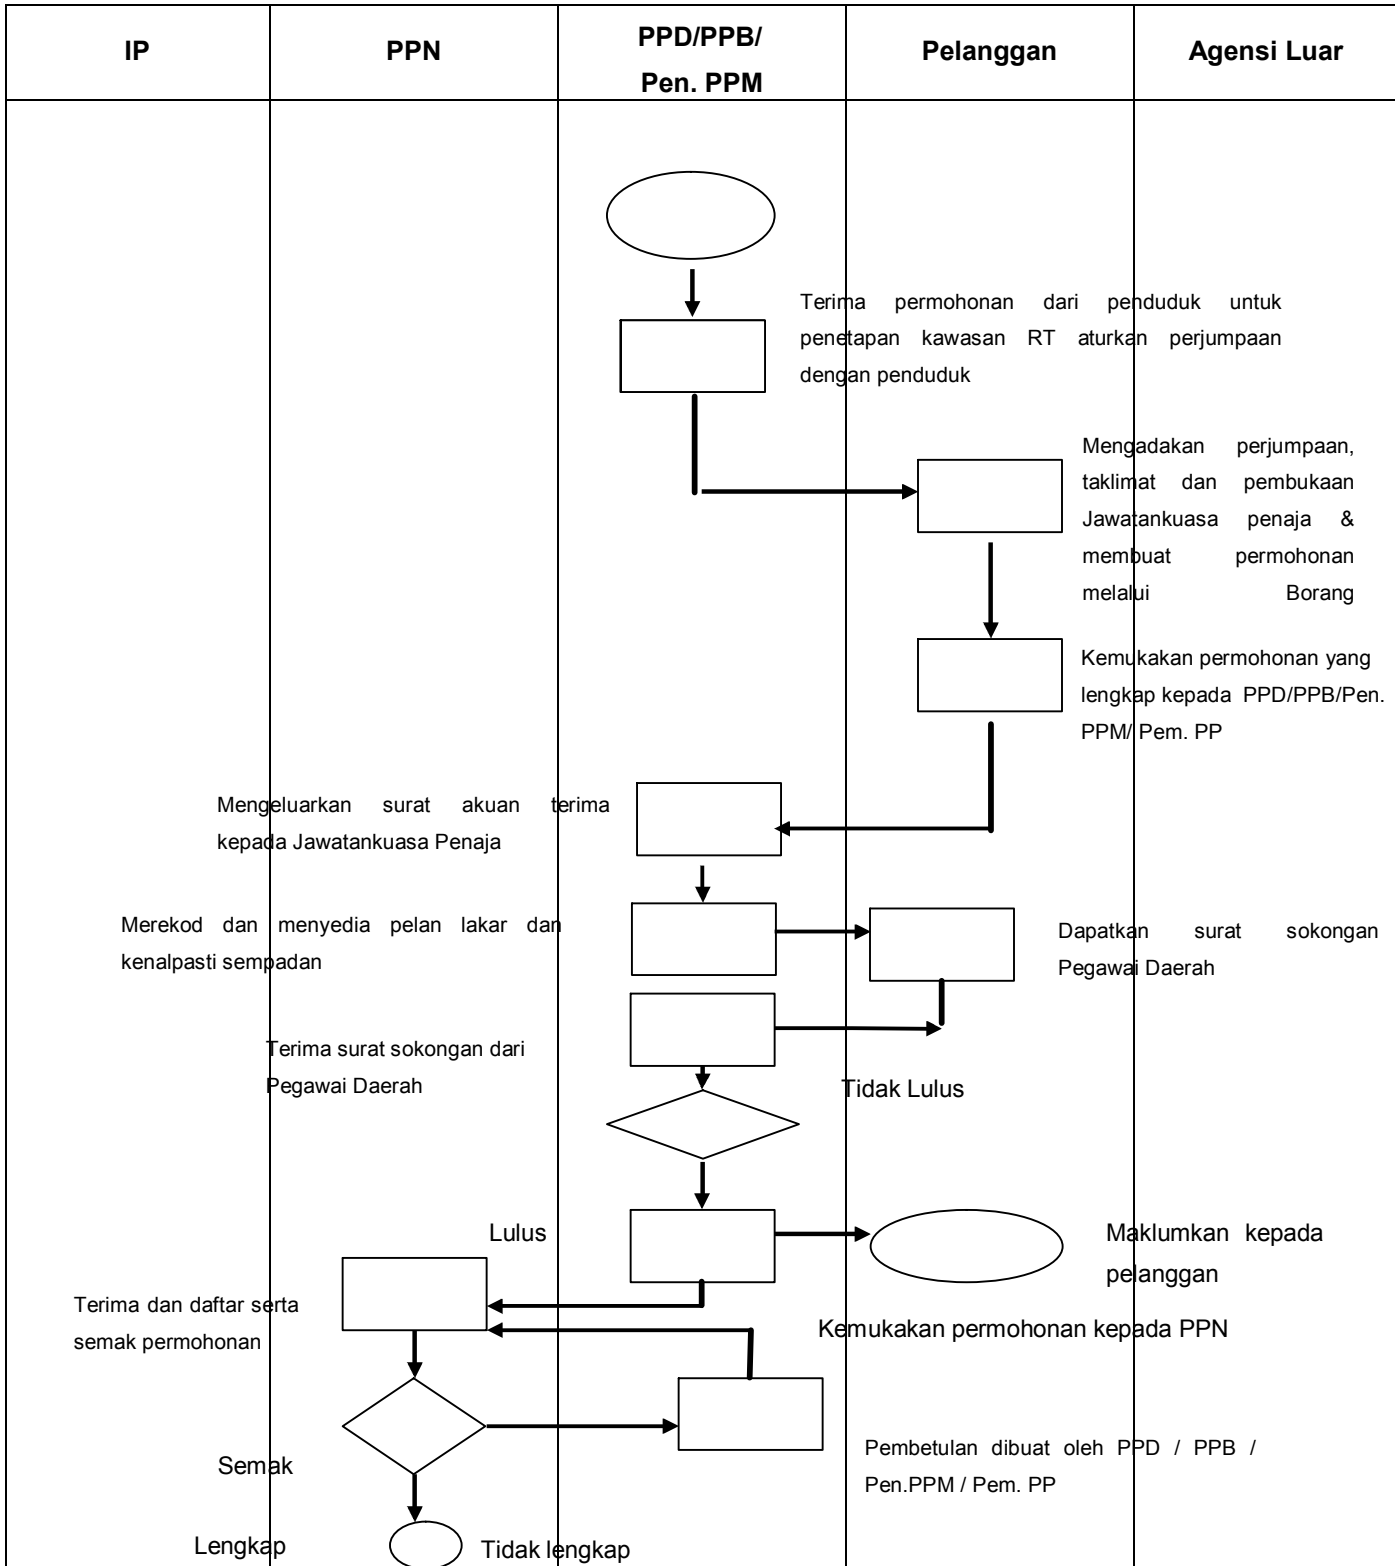 IP
PPN
PPD/PPB/
Pen. PPM
Pelanggan
Agensi Luar
Terima permohonan dari penduduk untuk
penetapan kawasan RT aturkan perjumpaan
dengan penduduk
Mengadakan perjumpaan,
taklimat dan pembukaan
Jawatankuasa penaja &
membuat permohonan
melalui Borang
Kemukakan permohonan yang
lengkap kepada PPD/PPB/Pen.
PPM/ Pem. PP
Mengeluarkan surat akuan terima
kepada Jawatankuasa Penaja
Merekod dan menyedia pelan lakar dan
kenalpasti sempadan
Dapatkan surat sokongan
Pegawai Daerah
Terima surat sokongan dari
Pegawai Daerah
Tidak Lulus
Lulus
Maklumkan kepada
pelanggan
Terima dan daftar serta
semak permohonan
Kemukakan permohonan kepada PPN
Semak
Pembetulan dibuat oleh PPD / PPB /
Pen.PPM / Pem. PP
Lengkap
Tidak lengkap